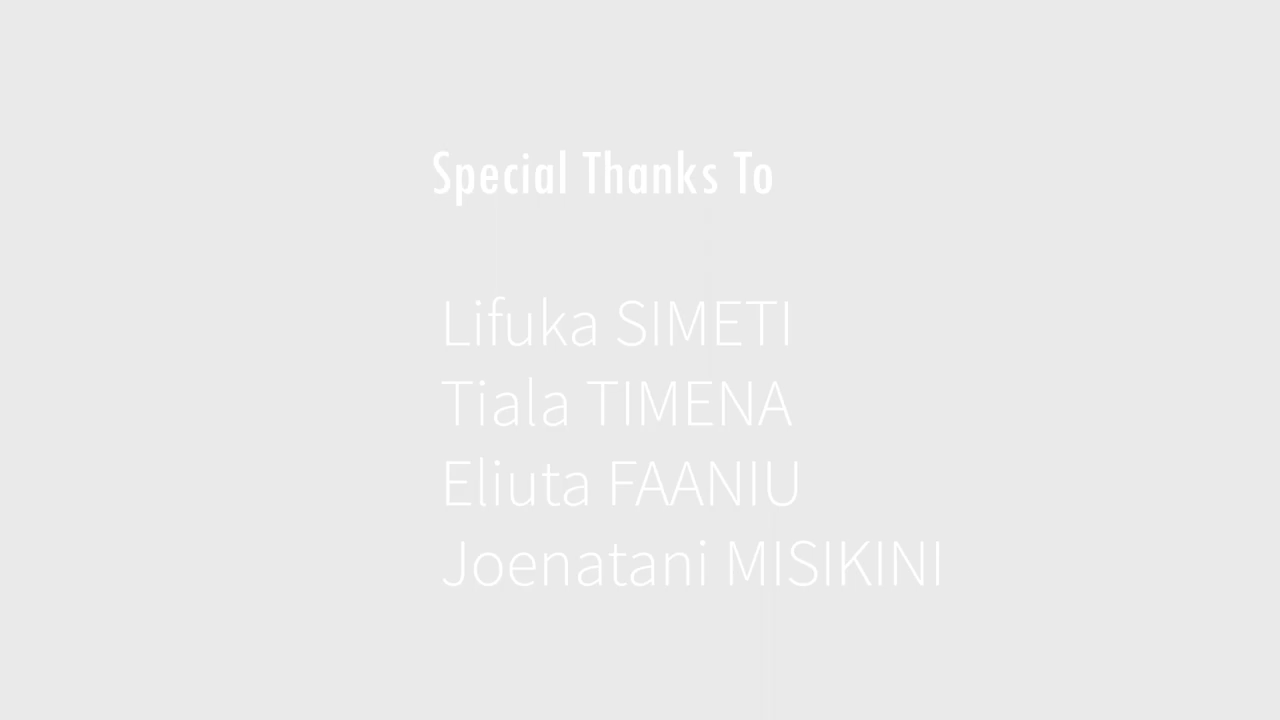 Special Thanks To
Lifuka SIMETI
Tiala TIMENA
Eliuta FAANIU
Joenatani MISIKINI